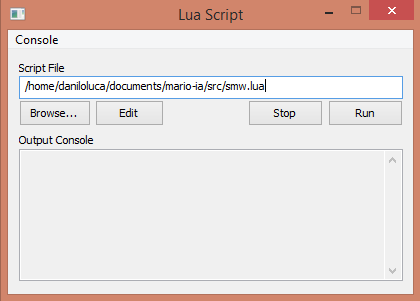 Lua Script
Console
Script File
/home/daniloluca/documents/mario-ia/src/smw.lua
Browse... Edit Stop Run
Output Console